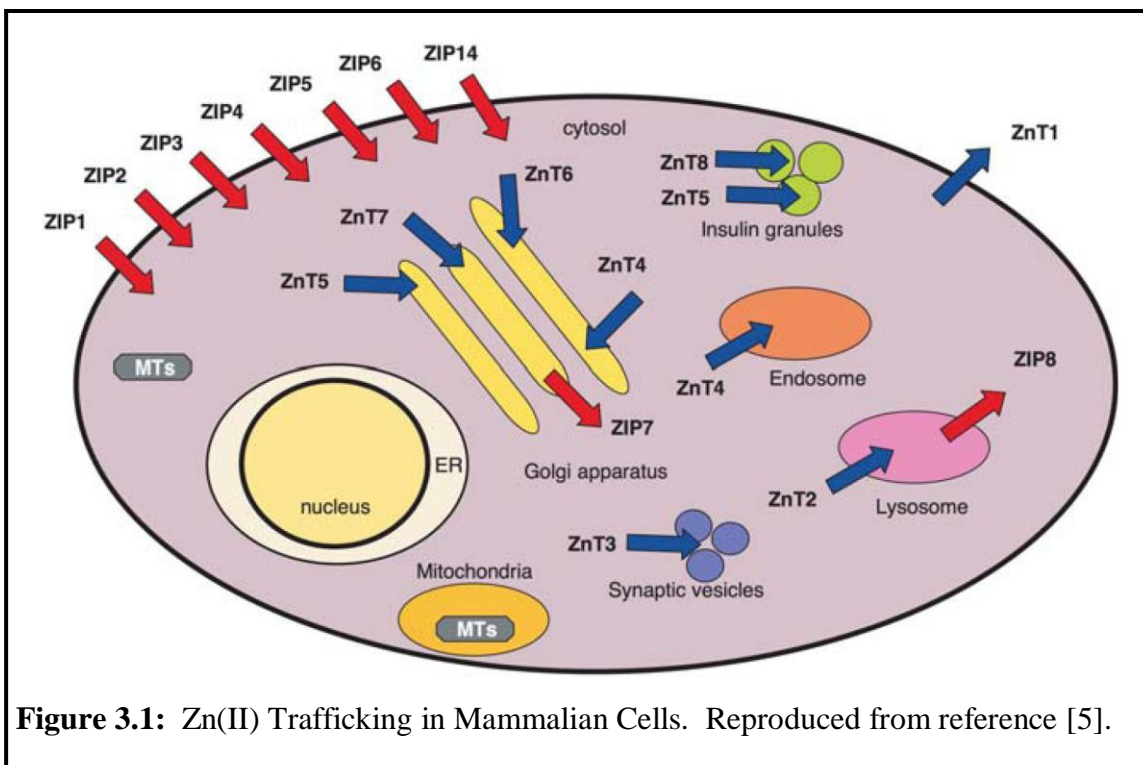 ZIP14
ZIP6
ZIP5
ZIP4
ZIP3
ZIP2
ZIP1
cytosol
ZnT1
ZnT8
ZnT5
Insulin granules
ZnT6
ZnT7
ZnT5
ZnT4
ZnT4
Endosome
ZIP8
MTs
ZIP7
Golgi apparatus
ER
nucleus
ZnT2
Lysosome
ZnT3
Synaptic vesicles
Mitochondria
MTs
Figure 3.1: Zn(II) Trafficking in Mammalian Cells. Reproduced from reference [5].